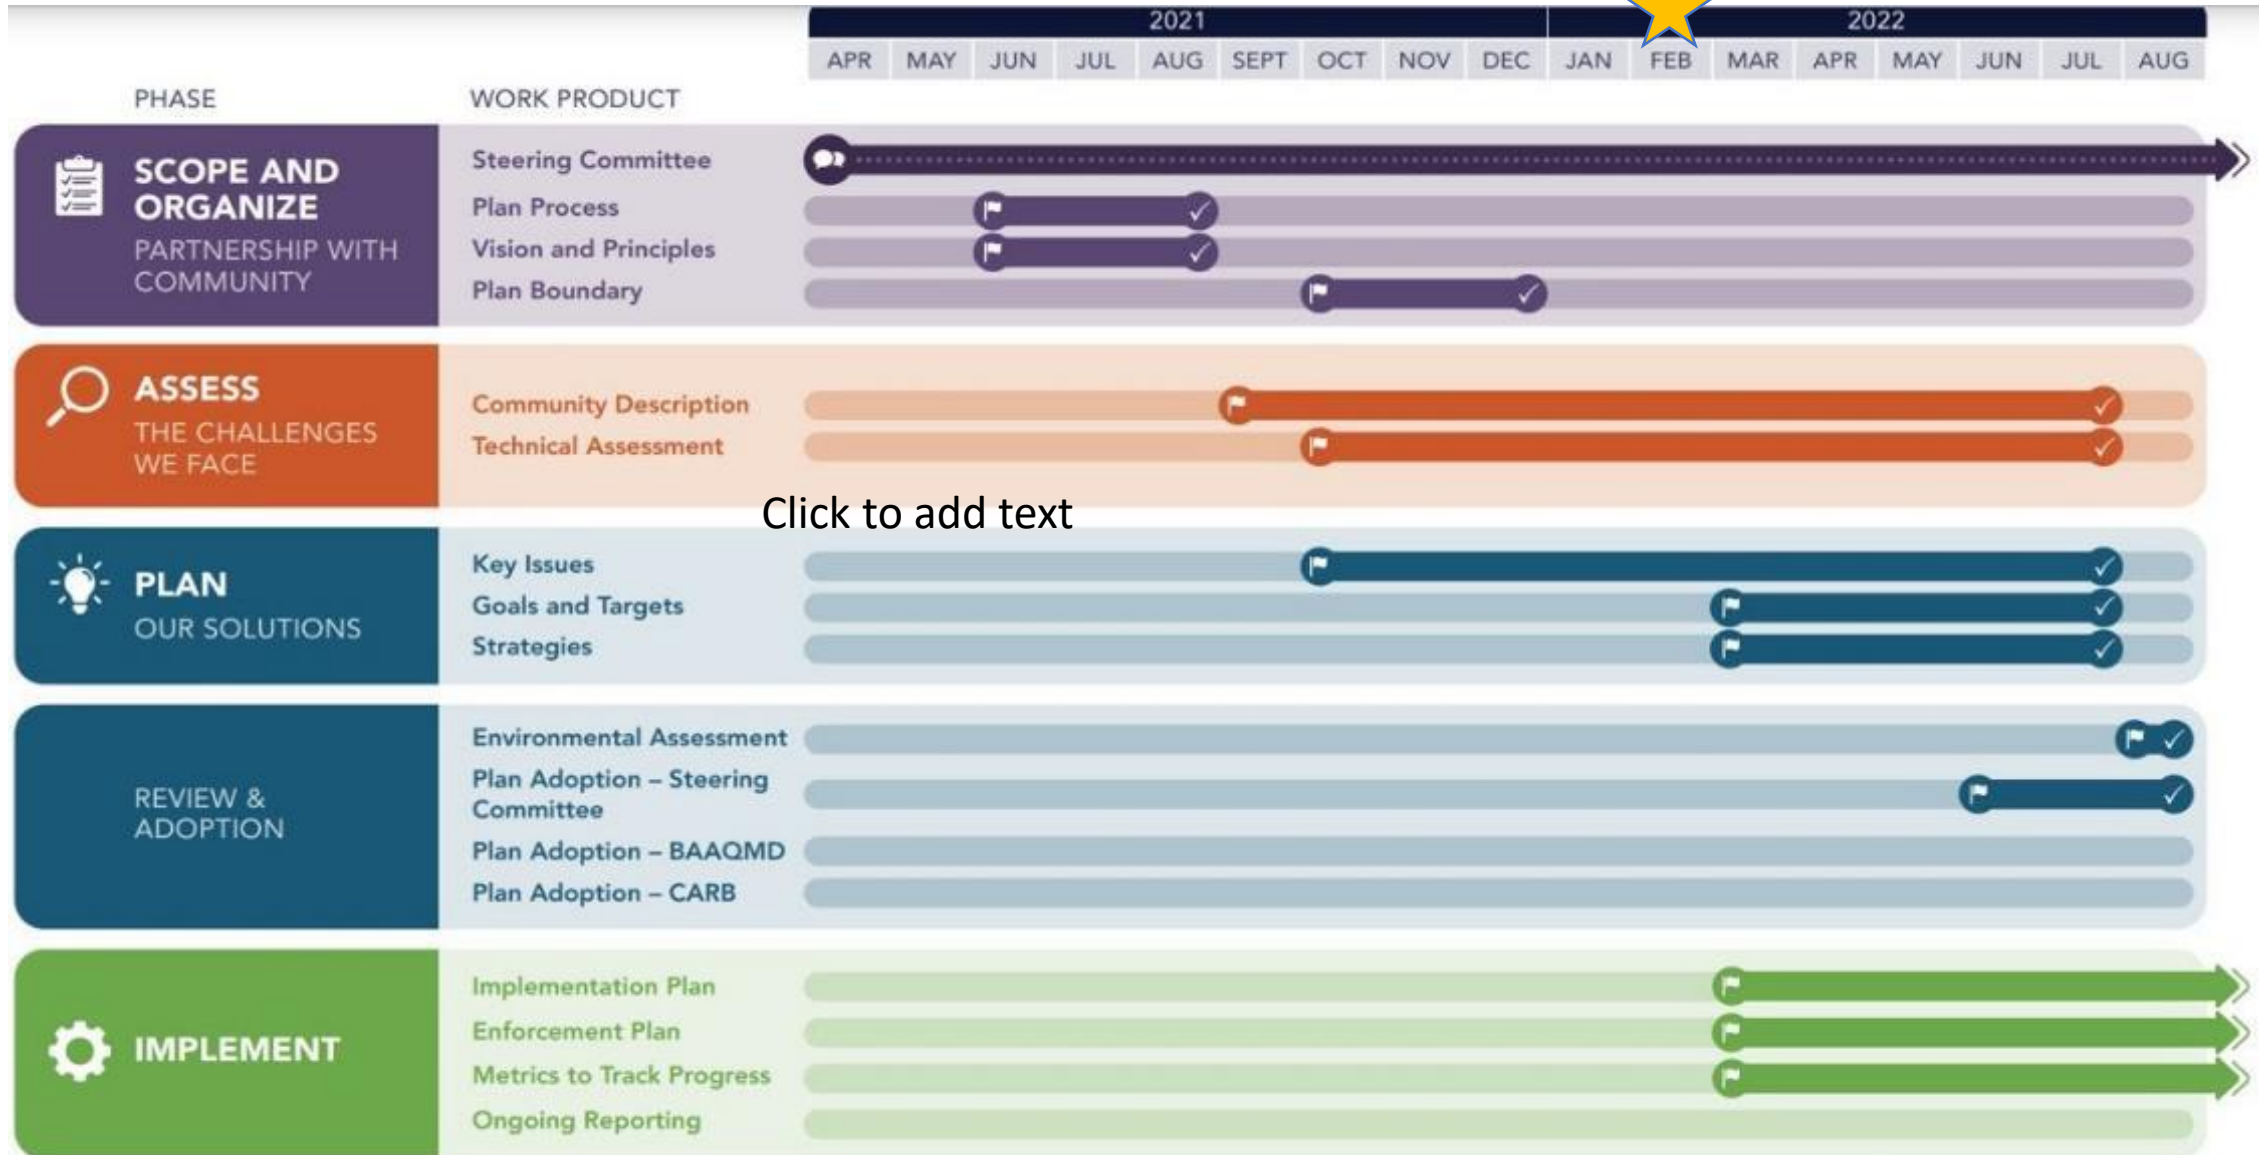 2021
2022
APR MAY JUN JUL AUG SEPT OCT NOV DEC JAN FEB MAR APR MAY JUN JUL AUG
PHASE
WORK PRODUCT
SCOPE AND
ORGANIZE
PARTNERSHIP WITH
COMMUNITY
Steering Committee
Plan Process
Vision and Principles
Plan Boundary
ASSESS
THE CHALLENGES
WE FACE
Community Description
Technical Assessment
Click to add text
PLAN
OUR SOLUTIONS
Key Issues
Goals and Targets
Strategies
REVIEW &
ADOPTION
Environmental Assessment
Plan Adoption – Steering
Committee
Plan Adoption – BAAQMD
Plan Adoption – CARB
IMPLEMENT
Implementation Plan
Enforcement Plan
Metrics to Track Progress
Ongoing Reporting